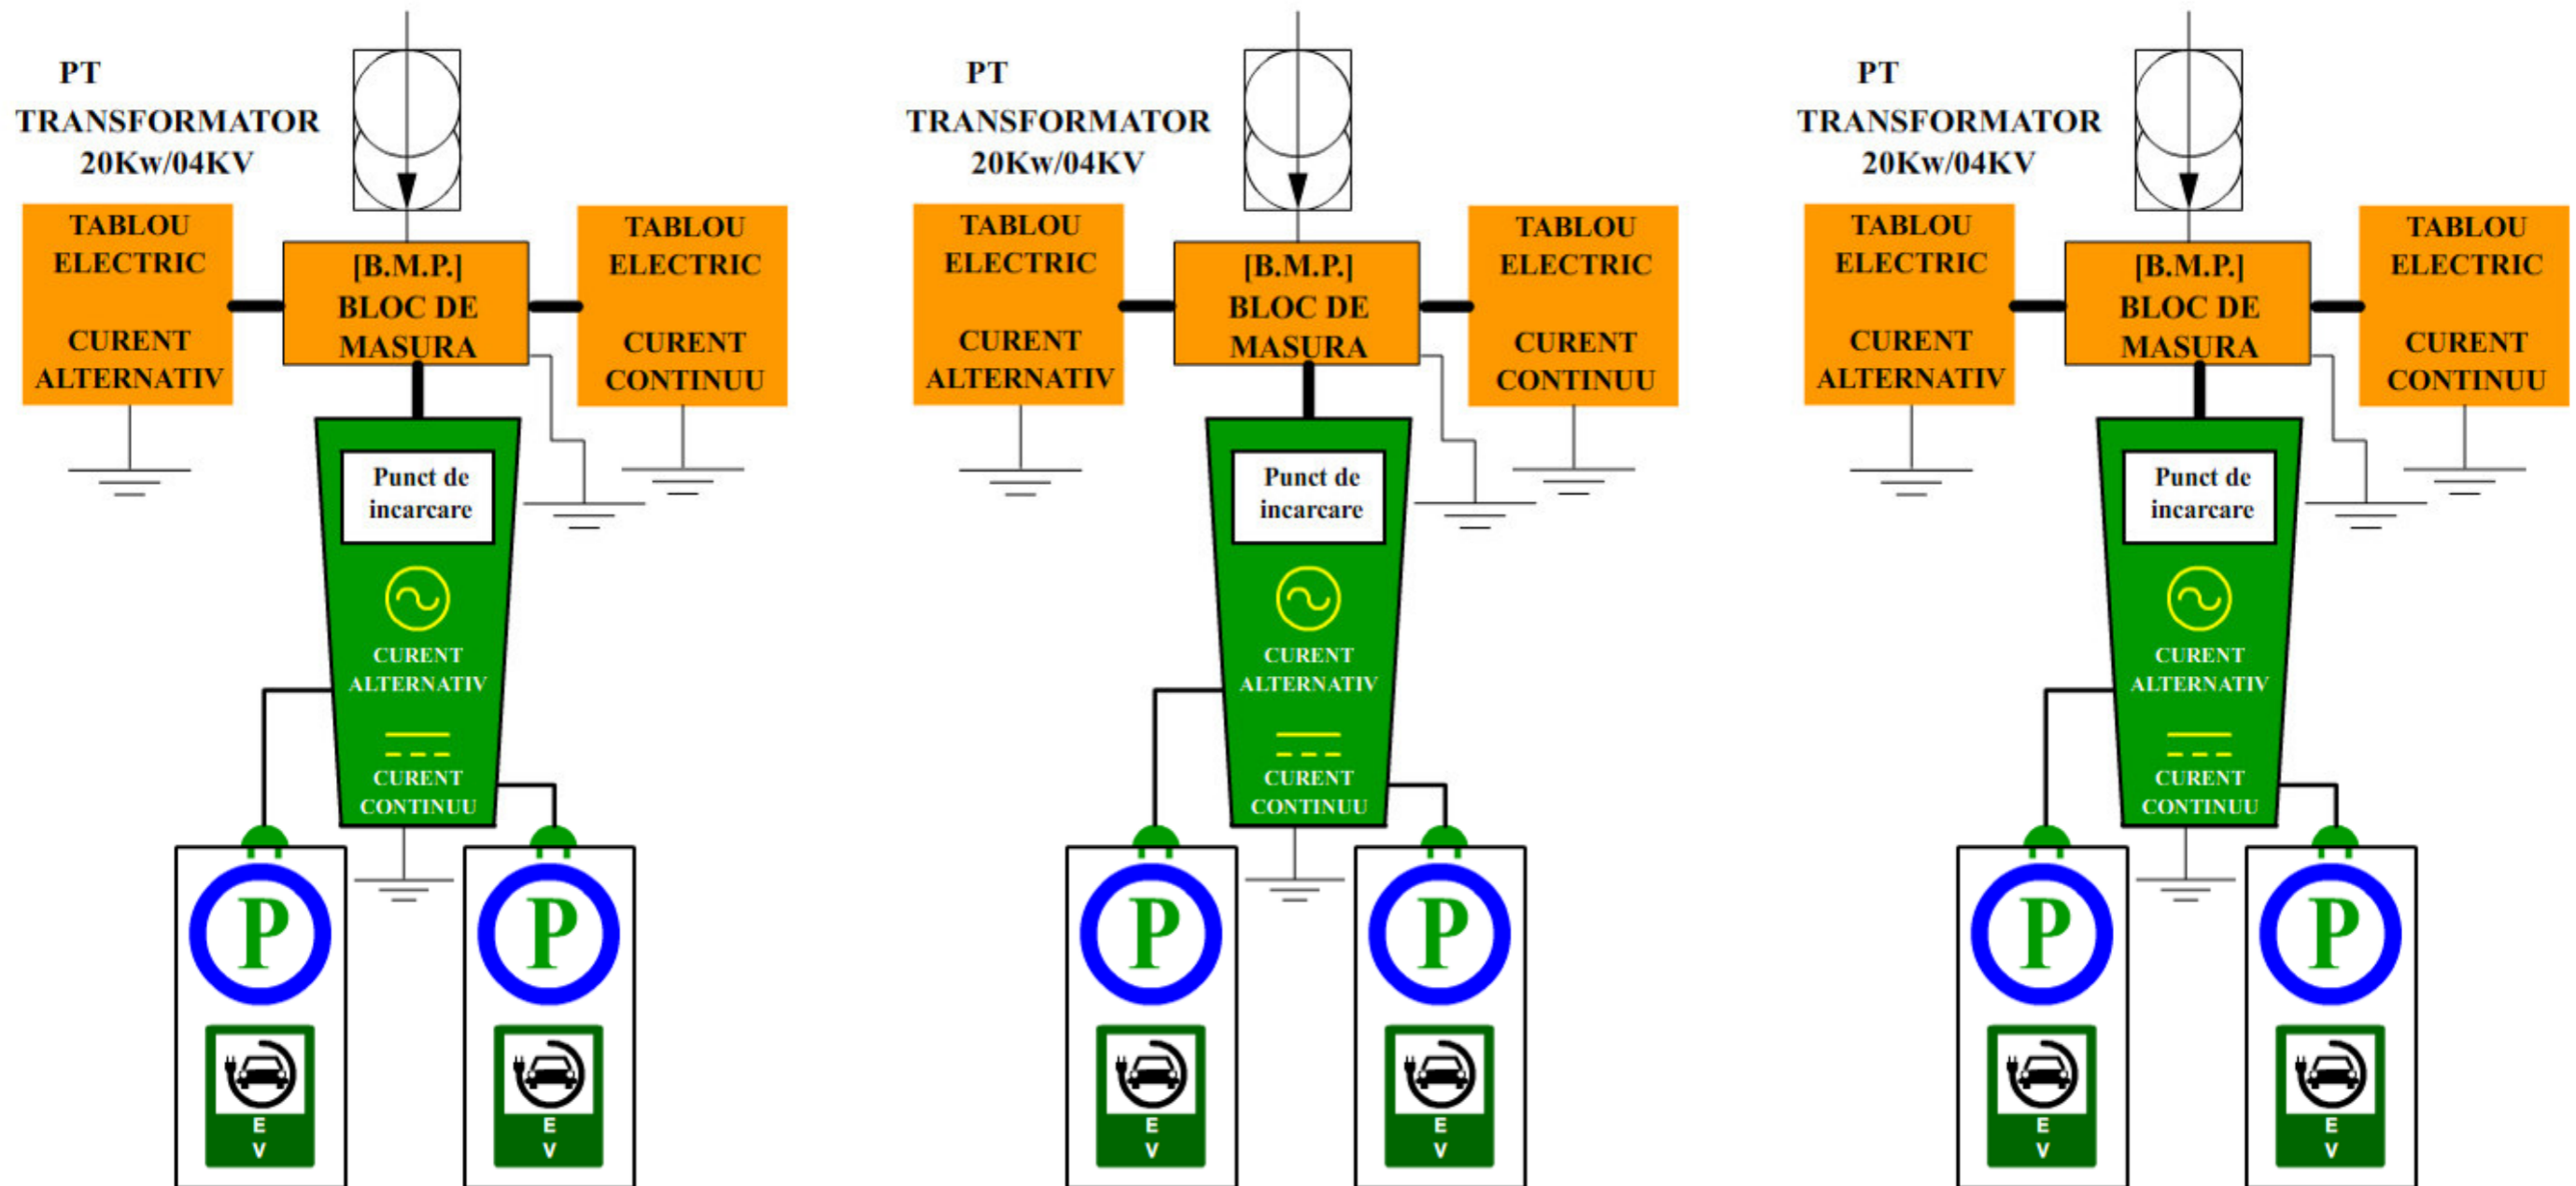 PT
TRANSFORMATOR
20Kw/04KV
TABLOU
ELECTRIC
CURENT
ALTERNATIV
[B.M.P.]
BLOC DE
MASURA
TABLOU
ELECTRIC
CURENT
CONTINUU
Punct de
incarcare
CURENT
ALTERNATIV
CURENT
CONTINUU
P
E
V
P
E
V
PT
TRANSFORMATOR
20Kw/04KV
TABLOU
ELECTRIC
CURENT
ALTERNATIV
[B.M.P.]
BLOC DE
MASURA
TABLOU
ELECTRIC
CURENT
CONTINUU
Punct de
incarcare
CURENT
ALTERNATIV
CURENT
CONTINUU
P
E
V
P
E
V
PT
TRANSFORMATOR
20Kw/04KV
TABLOU
ELECTRIC
CURENT
ALTERNATIV
[B.M.P.]
BLOC DE
MASURA
TABLOU
ELECTRIC
CURENT
CONTINUU
Punct de
incarcare
CURENT
ALTERNATIV
CURENT
CONTINUU
P
E
V
P
E
V